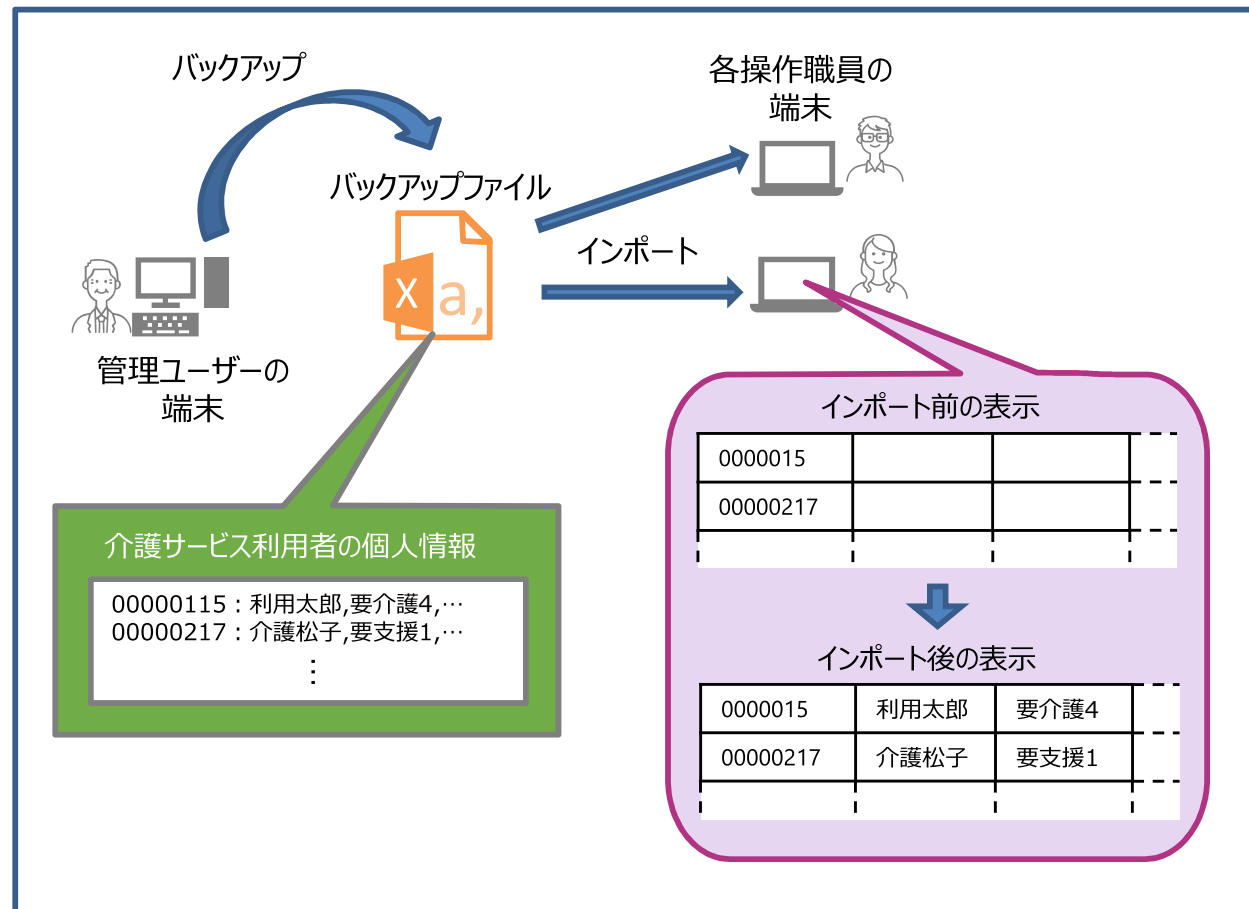 バックアップ
各操作職員の
端末
バックアップファイル
インポート
X a,
管理ユーザーの
端末
インポート前の表示
0000015
00000217
介護サービス利用者の個人情報
00000115：利用太郎,要介護4,…
00000217：介護松子,要支援1,…
⋮
インポート後の表示
0000015 利用太郎 要介護4
00000217 介護松子 要支援1